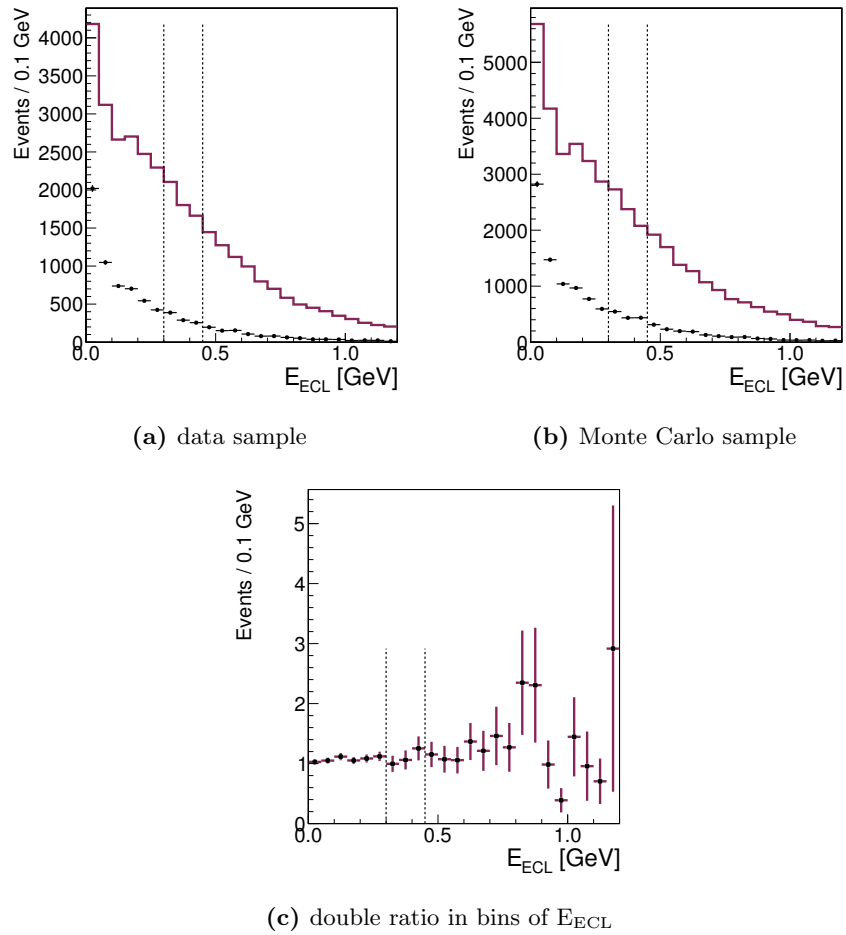 Events / 0.1 GeV
4000
3500
3000
2500
2000
1500
1000
500
0
0.0 0.5 1.0
E_ECL [GeV]
(a) data sample
Events / 0.1 GeV
5000
4000
3000
2000
1000
0
0.0 0.5 1.0
E_ECL [GeV]
(b) Monte Carlo sample
Events / 0.1 GeV
5
4
3
2
1
0
0.0 0.5 1.0
E_ECL [GeV]
(c) double ratio in bins of E_ECL